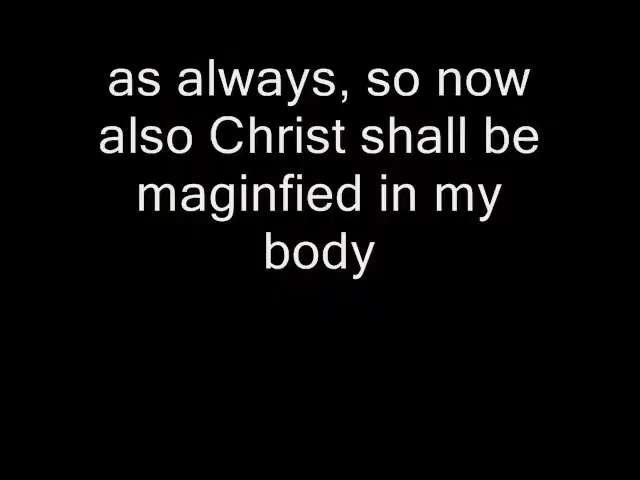 as always, so now
also Christ shall be
maginfied in my
body